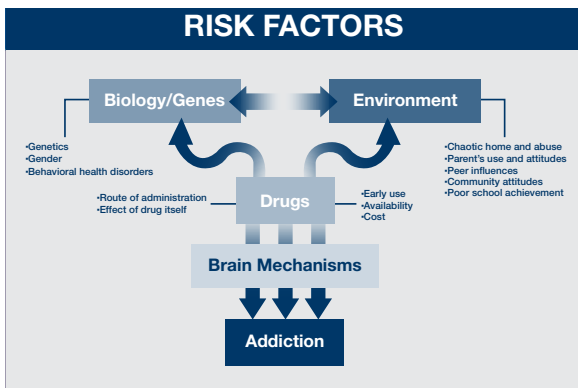 RISK FACTORS
Biology/Genes
Environment
•Genetics
•Gender
•Behavioral health disorders
•Chaotic home and abuse
•Parent's use and attitudes
•Peer influences
•Community attitudes
•Poor school achievement
•Route of administration
•Effect of drug itself
Drugs
•Early use
•Availability
•Cost
Brain Mechanisms
Addiction